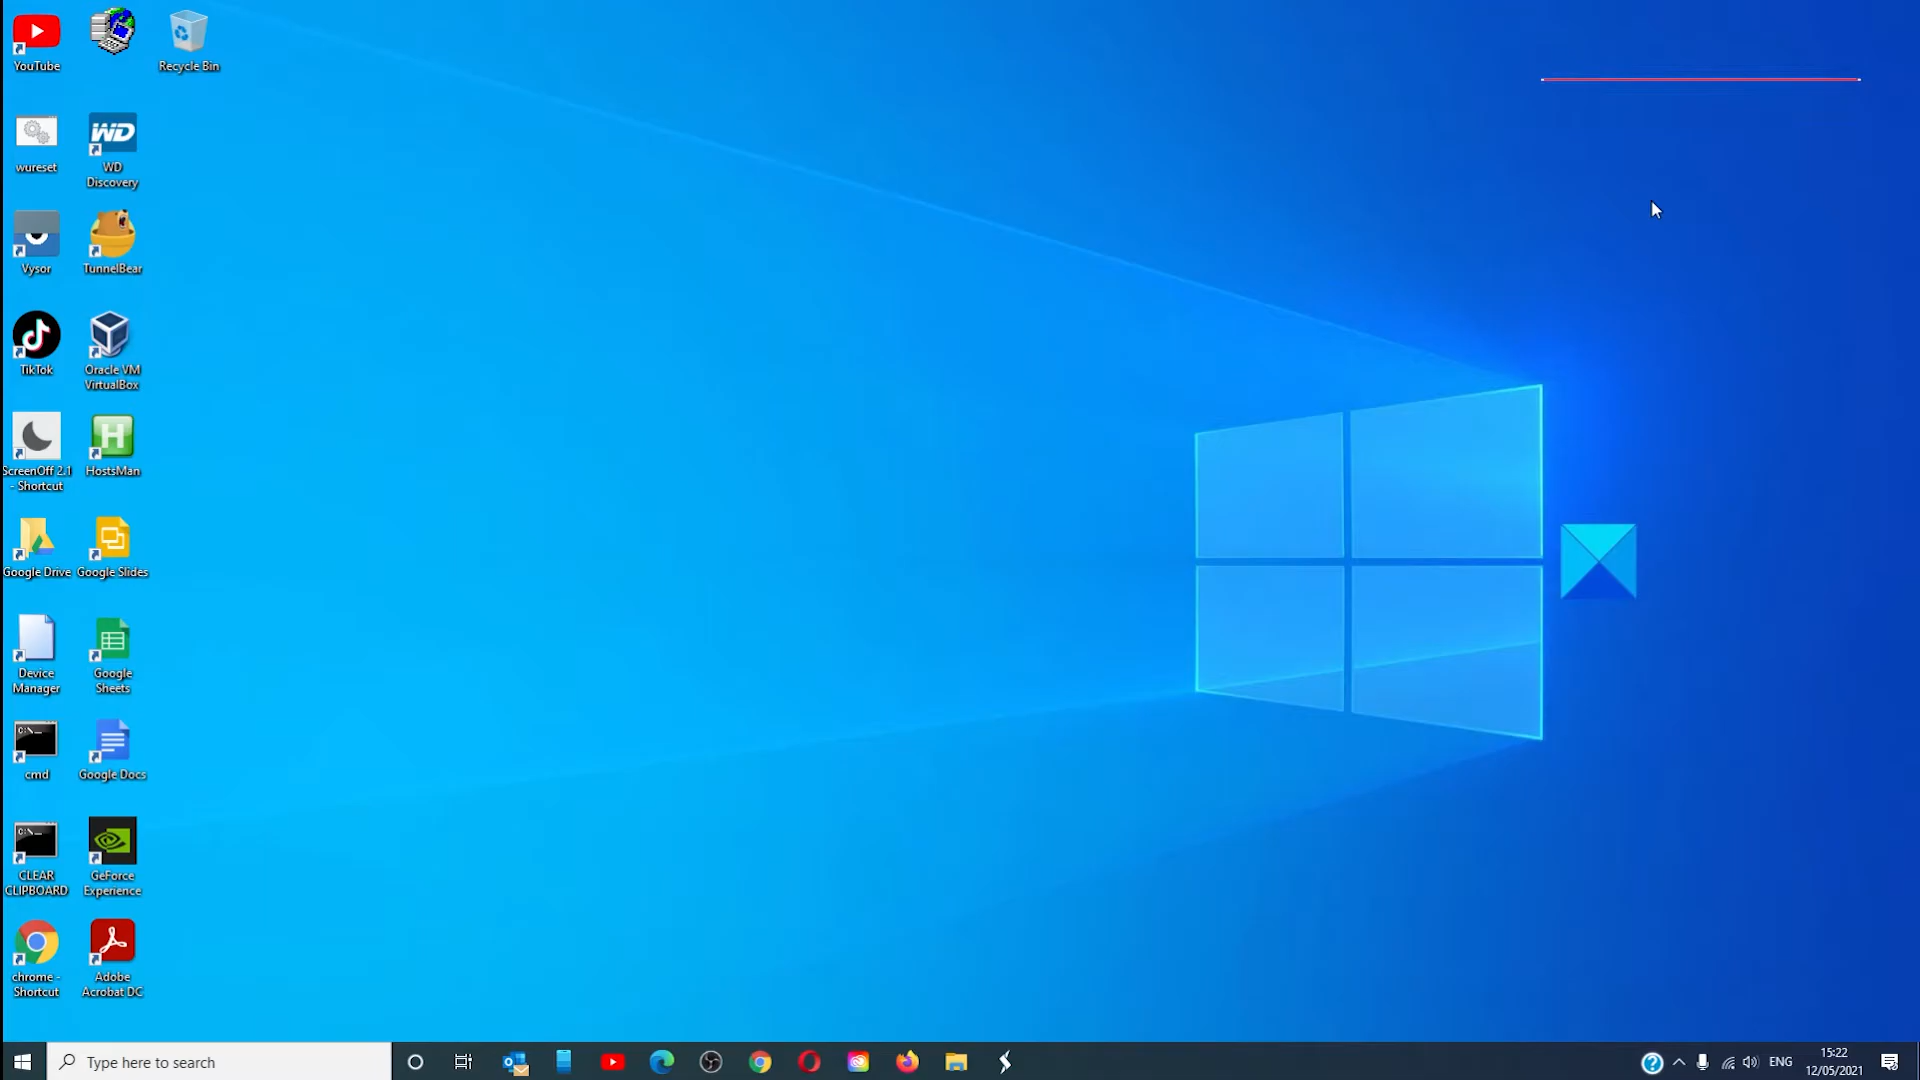 YouTube
Recycle Bin
wureset
WD
WD
Discovery
Vysor
TunnelBear
TikTok
Oracle VM
VirtualBox
ScreenOff 2.1
- Shortcut
H
HostsMan
Google Drive
Google Slides
Device
Manager
Google
Sheets
C:\_
cmd
Google Docs
C:\_
CLEAR
CLIPBOARD
GeForce
Experience
chrome -
Shortcut
Adobe
Acrobat DC
Type here to search
ENG
15:22
12/05/2021